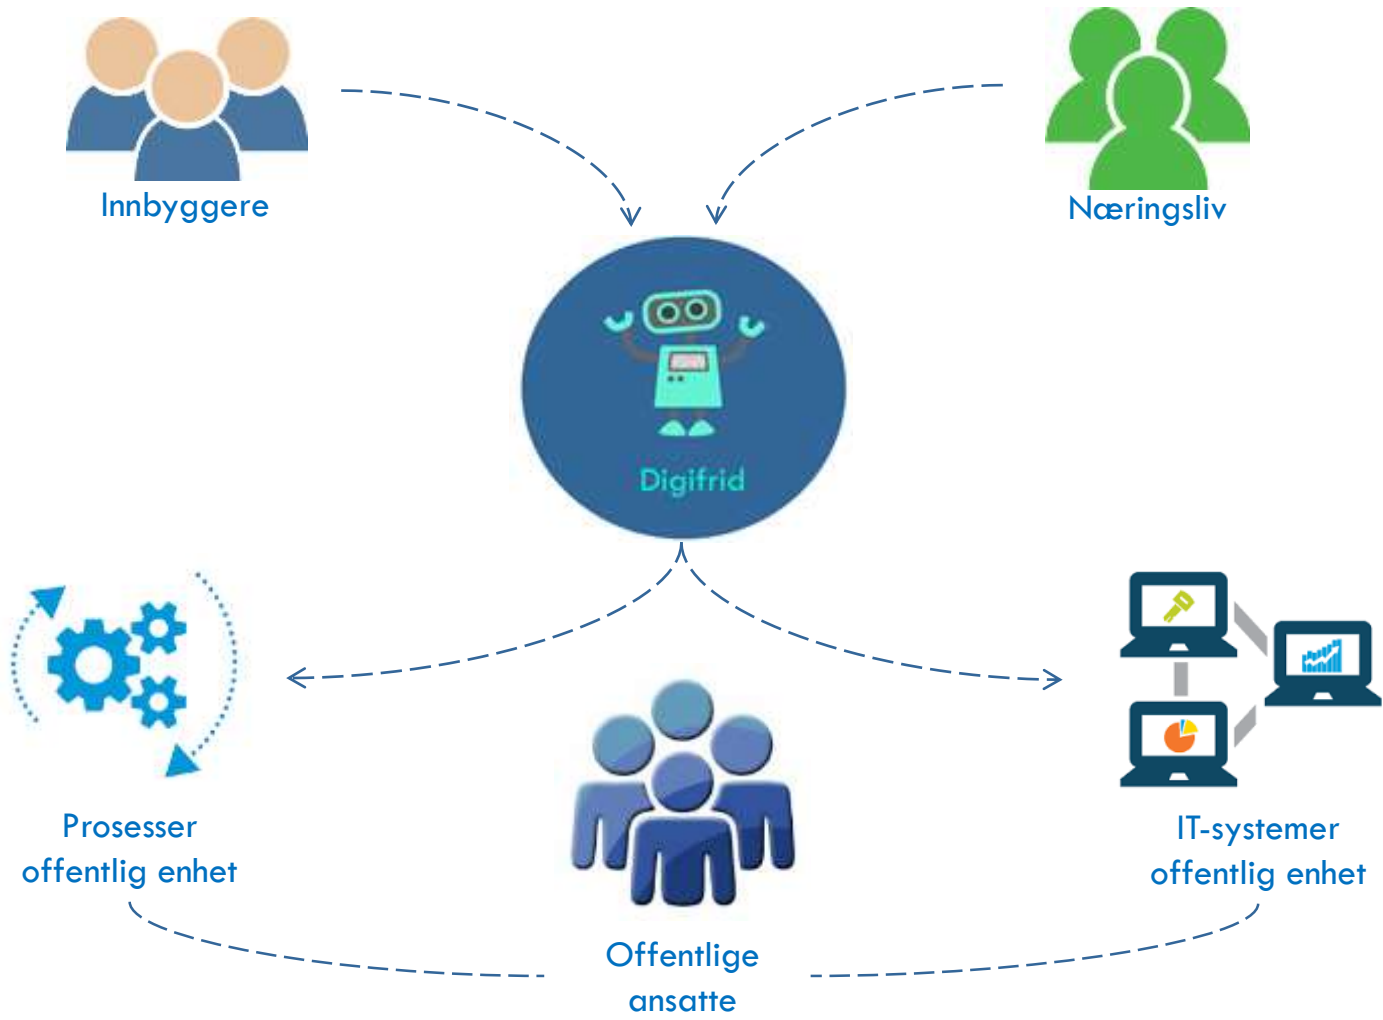 Innbyggere
Næringsliv
Digifrid
Prosesser
offentlig enhet
IT-systemer
offentlig enhet
Offentlige
ansatte